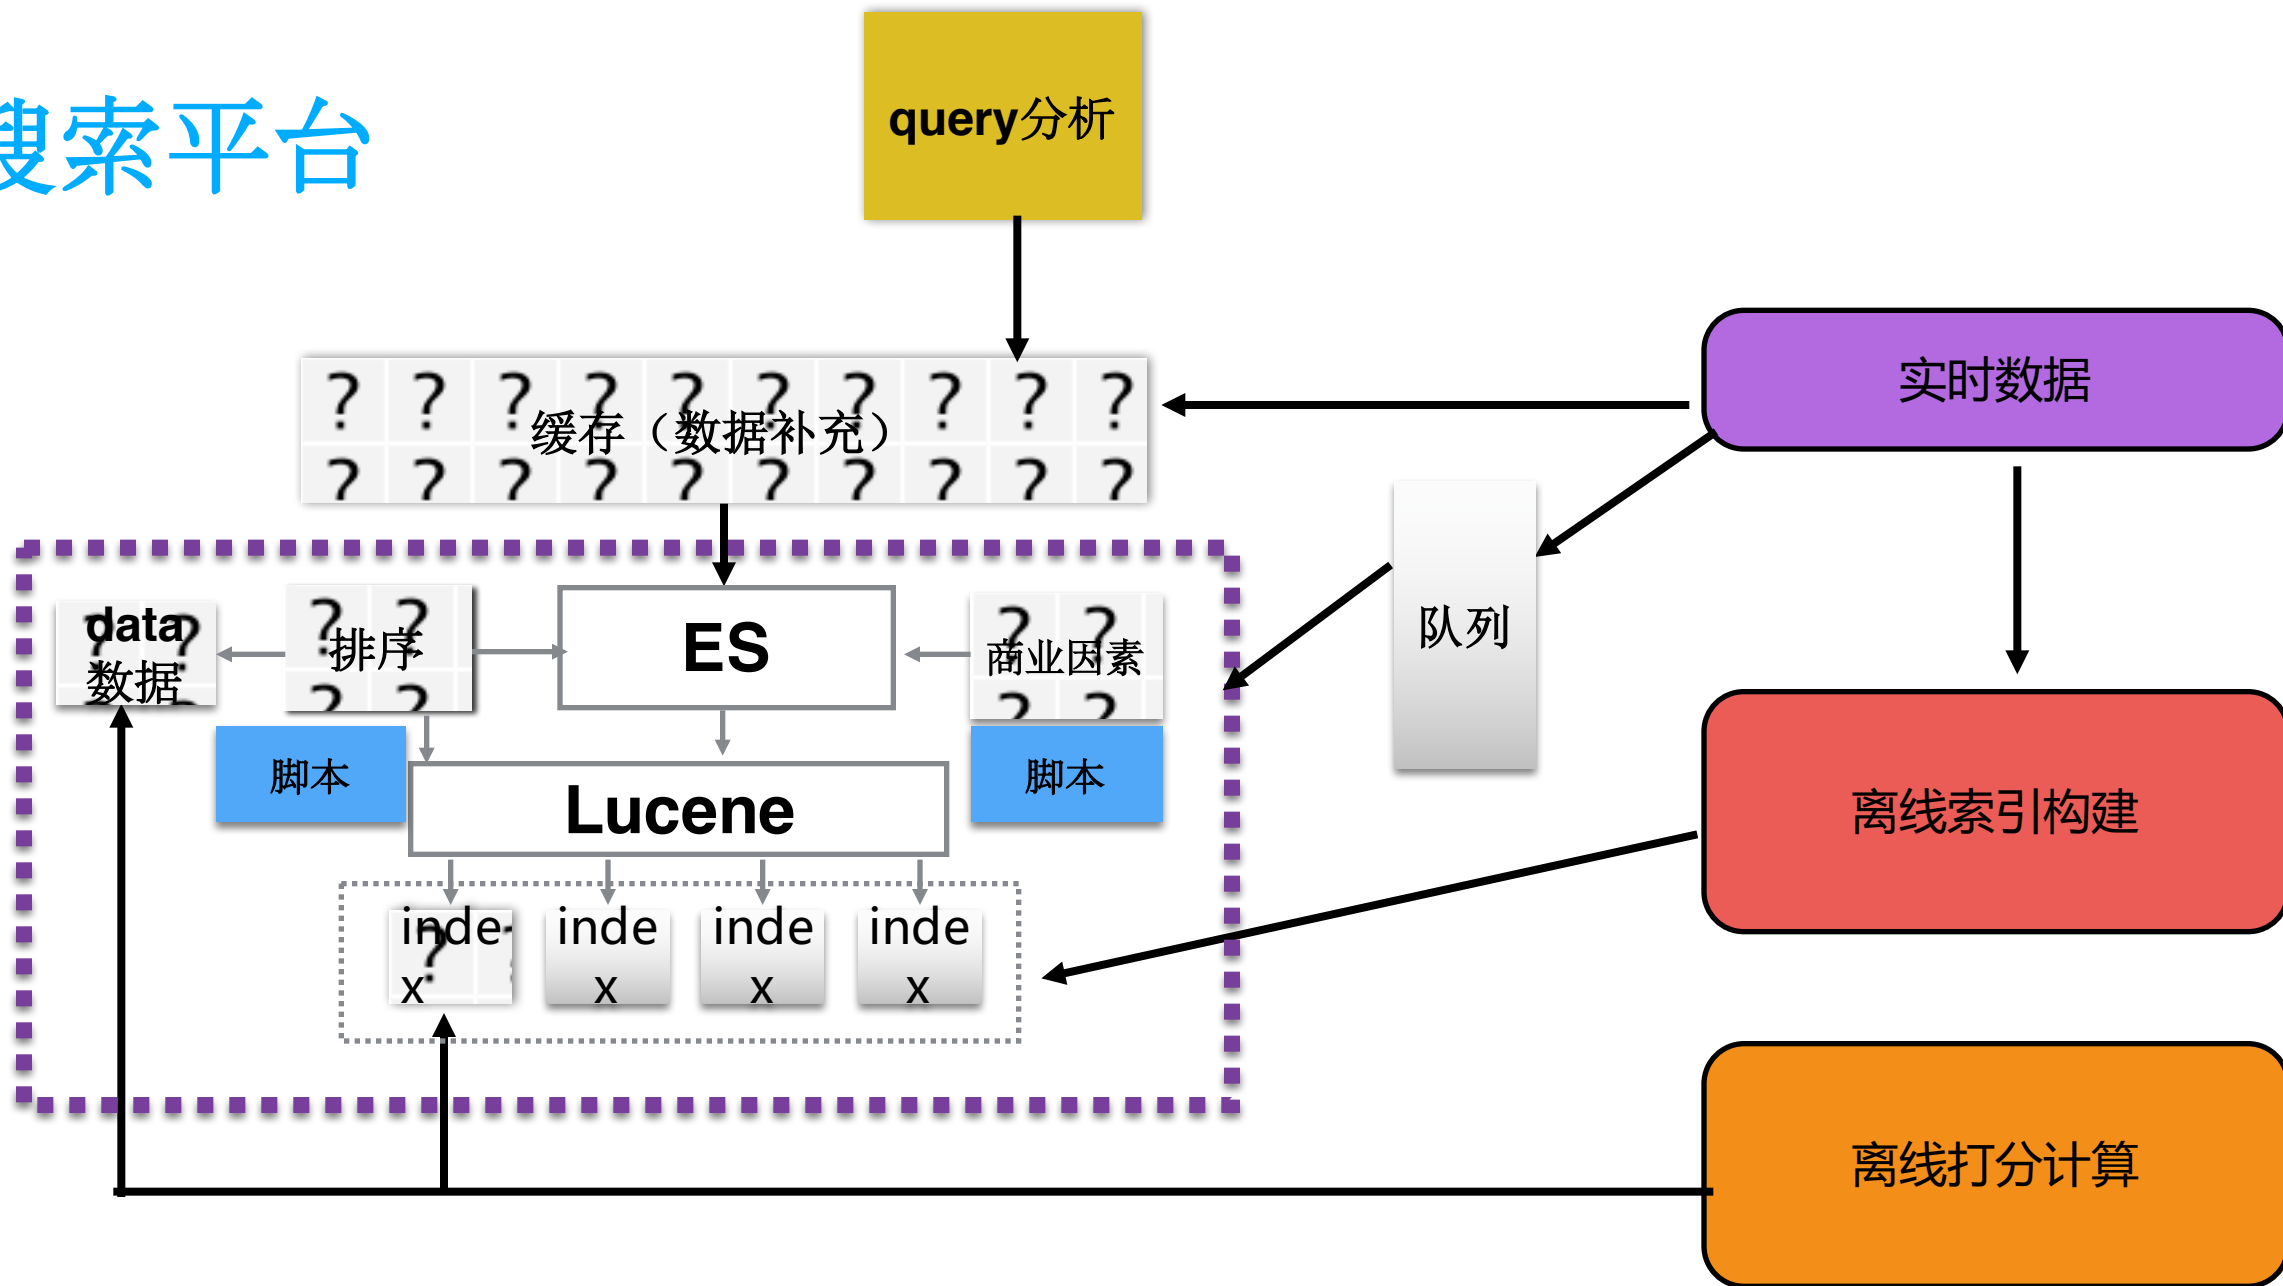 query分析
搜索平台
实时数据
缓存（数据补充）
data
数据
排序
ES
商业因素
队列
脚本
Lucene
脚本
离线索引构建
inde
x
inde
x
inde
x
inde
x
离线打分计算